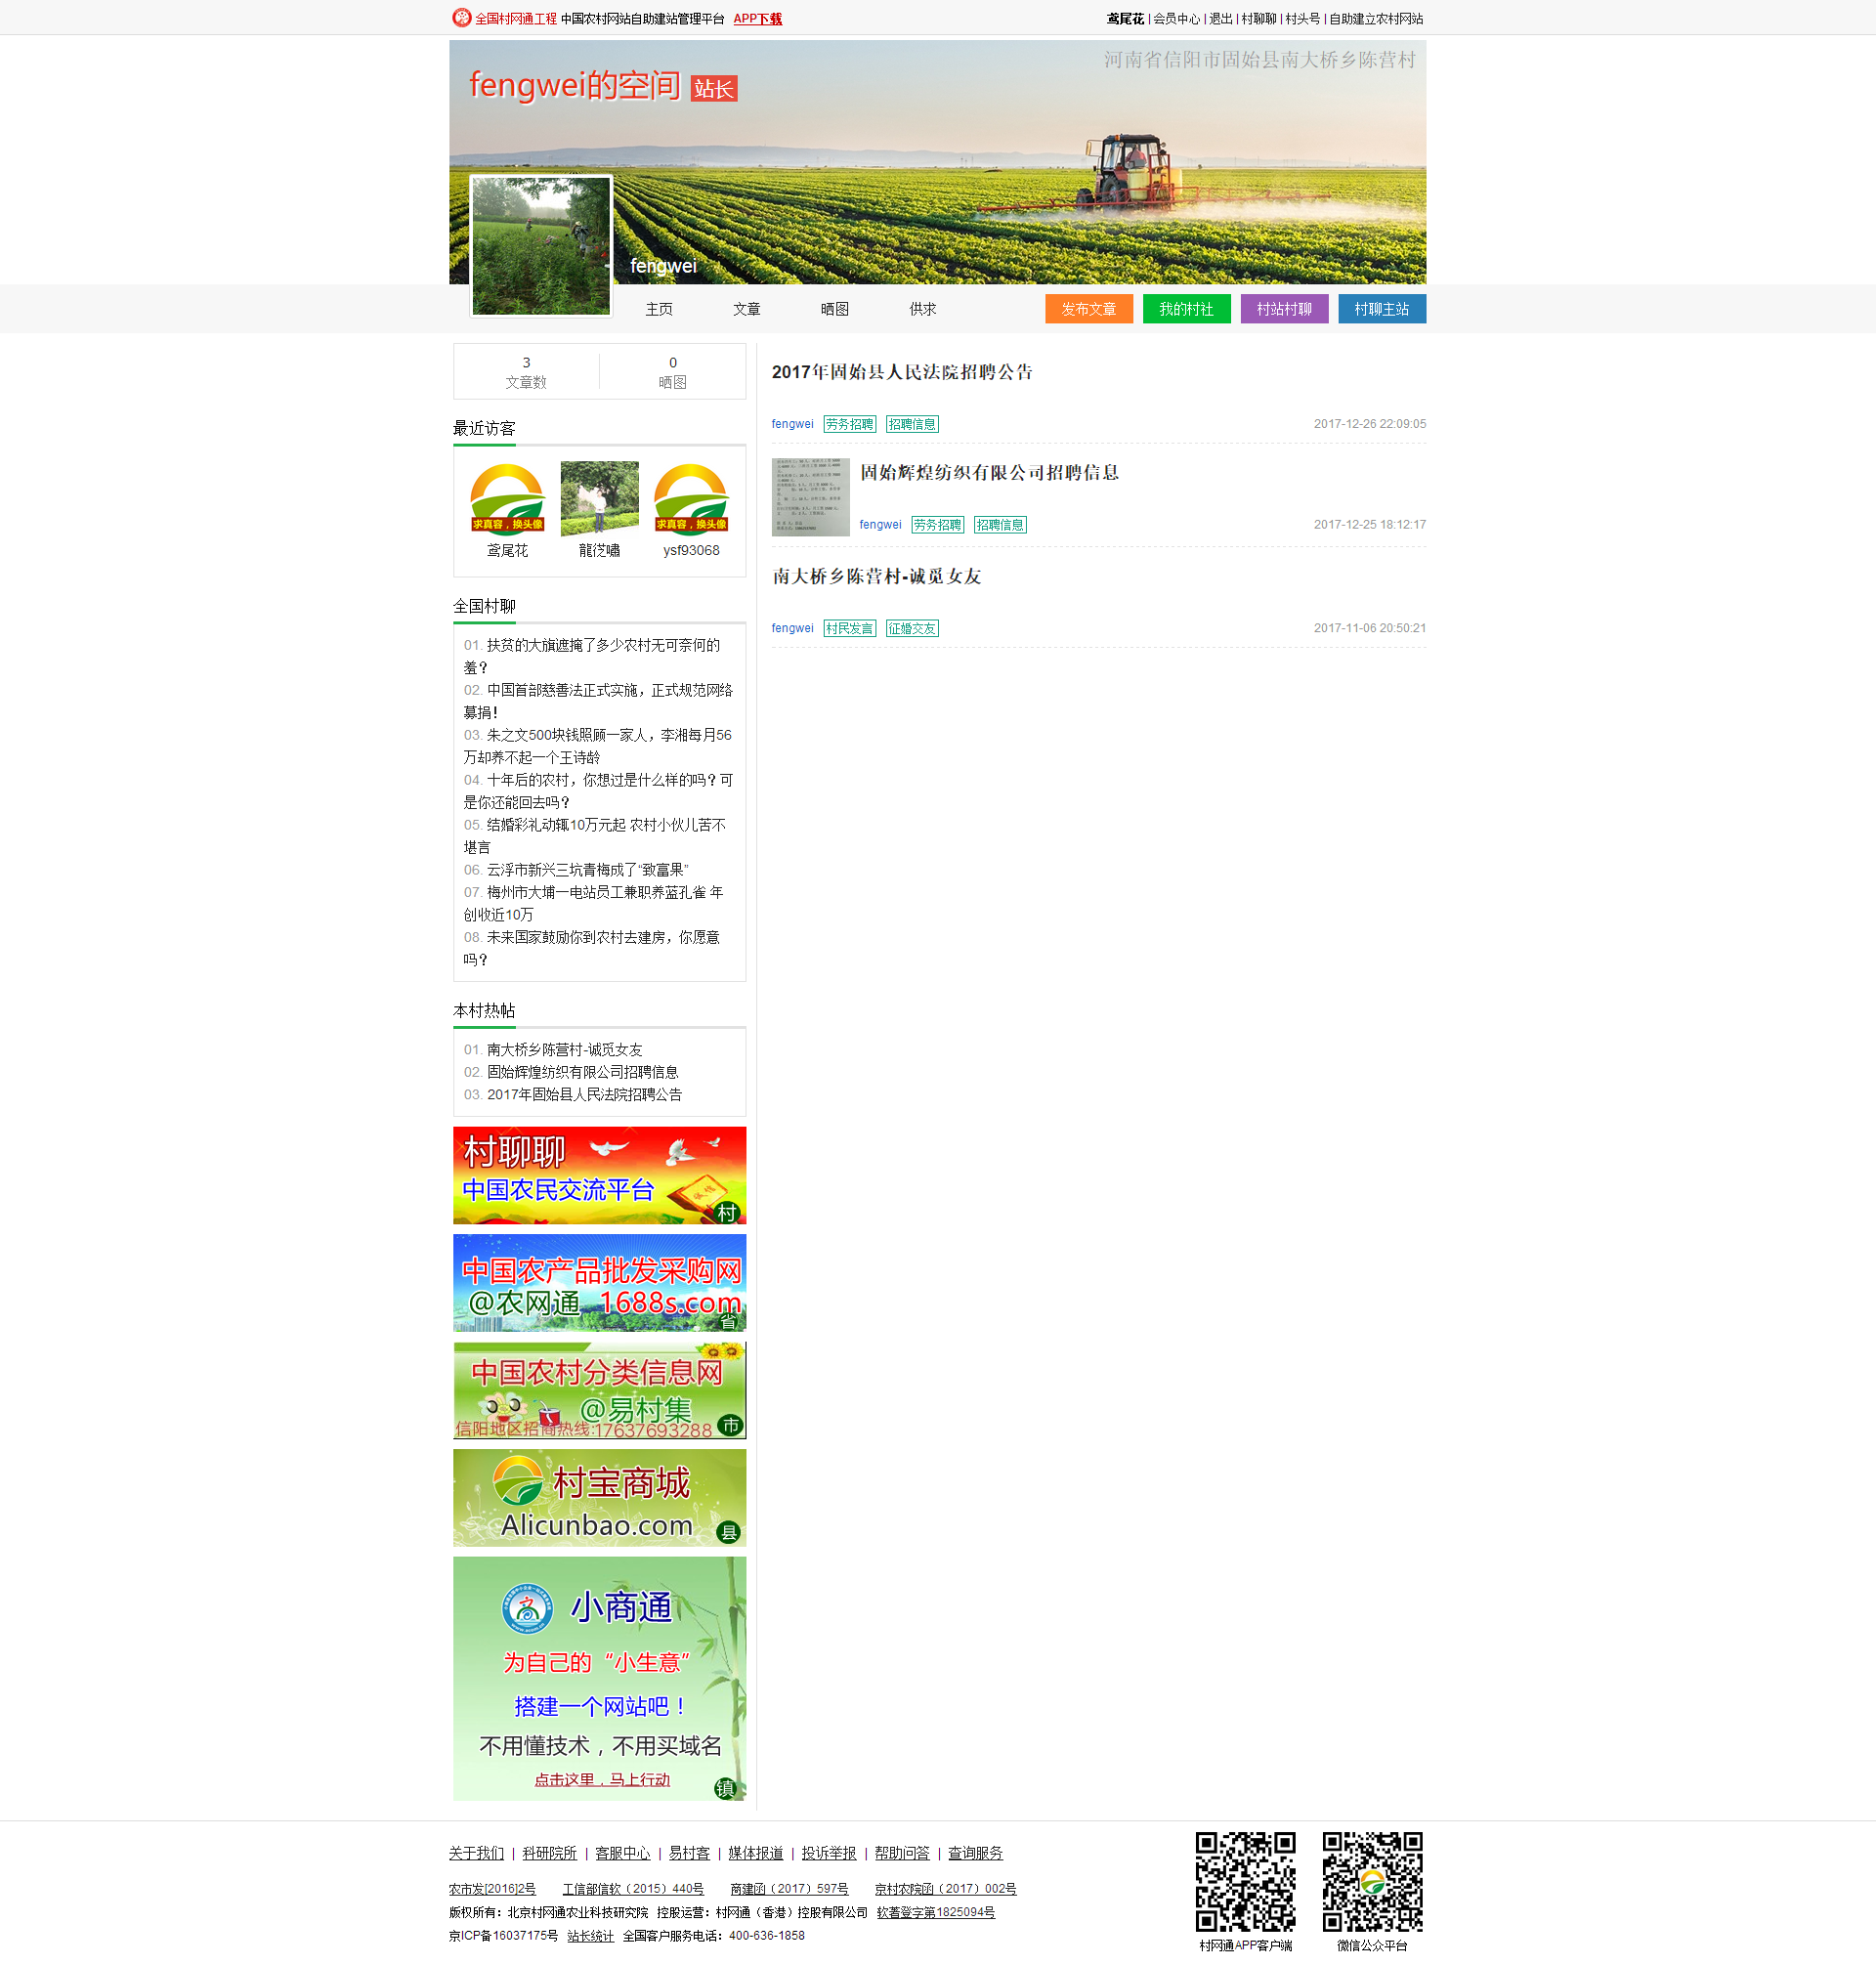 全国村网通工程 中国农村网站自助建站管理平台 APP下载
鸢尾花 | 会员中心 | 退出 | 村聊聊 | 村头号 | 自助建立农村网站
河南省信阳市固始县南大桥乡陈营村
fengwei的空间 站长
fengwei
主页 文章 晒图 供求
发布文章 我的村社 村站村聊 村聊主站
3 0
文章数 晒图
最近访客
求真容，换头像 求真容，换头像
鸢尾花 龍従嘯 ysf93068
全国村聊
01. 扶贫的大旗遮掩了多少农村无可奈何的
羞？
02. 中国首部慈善法正式实施，正式规范网络
募捐！
03. 朱之文500块钱照顾一家人，李湘每月56
万却养不起一个王诗龄
04. 十年后的农村，你想过是什么样的吗？可
是你还能回去吗？
05. 结婚彩礼动辄10万元起 农村小伙儿苦不
堪言
06. 云浮市新兴三坑青梅成了“致富果”
07. 梅州市大埔一电站员工兼职养蓝孔雀 年
创收近10万
08. 未来国家鼓励你到农村去建房，你愿意
吗？
本村热帖
01. 南大桥乡陈营村-诚觅女友
02. 固始辉煌纺织有限公司招聘信息
03. 2017年固始县人民法院招聘公告
村聊聊
中国农民交流平台
村
中国农产品批发采购网
@农网通 1688s.com
省
中国农村分类信息网
@易村集
信阳地区招商热线:17637693288
市
村宝商城
Alicunbao.com
县
小商通
为自己的“小生意”
搭建一个网站吧！
不用懂技术，不用买域名
点击这里，马上行动
镇
2017年固始县人民法院招聘公告
fengwei 劳务招聘 招聘信息 2017-12-26 22:09:05
固始辉煌纺织有限公司招聘信息
fengwei 劳务招聘 招聘信息 2017-12-25 18:12:17
南大桥乡陈营村-诚觅女友
fengwei 村民发言 征婚交友 2017-11-06 20:50:21
关于我们 | 科研院所 | 客服中心 | 易村客 | 媒体报道 | 投诉举报 | 帮助问答 | 查询服务
农市发[2016]2号 工信部信软（2015）440号 商建函（2017）597号 京村农院函（2017）002号
版权所有：北京村网通农业科技研究院 控股运营：村网通（香港）控股有限公司 软著登字第1825094号
京ICP备16037175号 站长统计 全国客户服务电话：400-636-1858
村网通APP客户端 微信公众平台